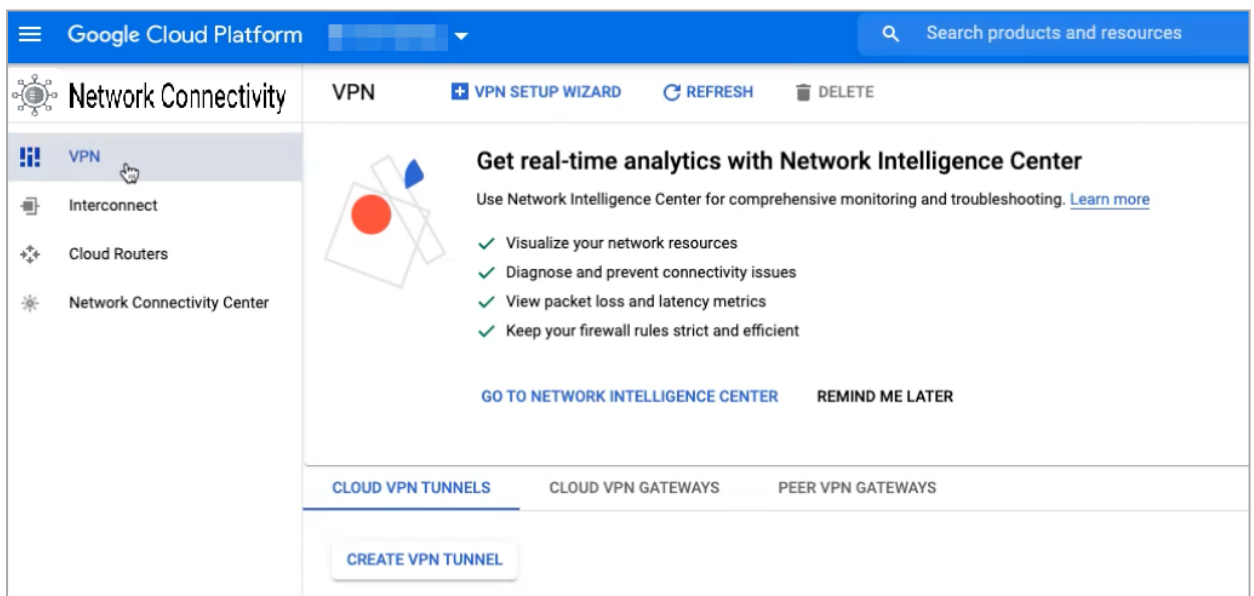 Google Cloud Platform
Search products and resources
Network Connectivity
VPN
VPN SETUP WIZARD
REFRESH
DELETE
VPN
Interconnect
Cloud Routers
Network Connectivity Center
Get real-time analytics with Network Intelligence Center
Use Network Intelligence Center for comprehensive monitoring and troubleshooting. Learn more
Visualize your network resources
Diagnose and prevent connectivity issues
View packet loss and latency metrics
Keep your firewall rules strict and efficient
GO TO NETWORK INTELLIGENCE CENTER
REMIND ME LATER
CLOUD VPN TUNNELS
CLOUD VPN GATEWAYS
PEER VPN GATEWAYS
CREATE VPN TUNNEL